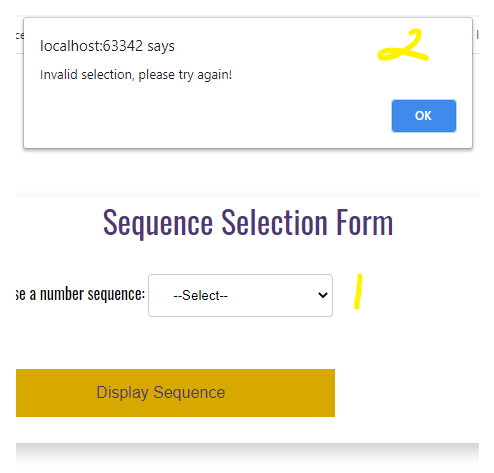 localhost:63342 says
2
Invalid selection, please try again!
OK
Sequence Selection Form
se a number sequence:
--Select--
1
Display Sequence